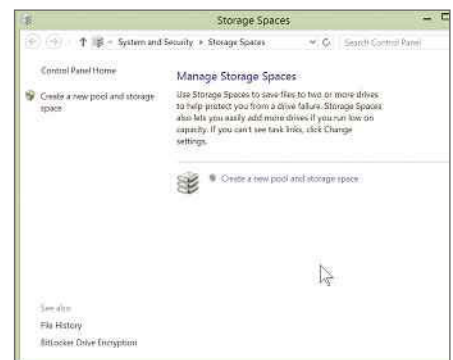 Storage Spaces
System and Security Storage Spaces
Search Control Panel
Control Panel Home
Create a new pool and storage
space
Manage Storage Spaces
Use Storage Spaces to save files to two or more drives
to help protect you from a drive failure. Storage Spaces
also lets you easily add more drives if you run low on
capacity. If you can't see task links, click Change
settings.
Create a new pool and storage space
See also
File History
BitLocker Drive Encryption